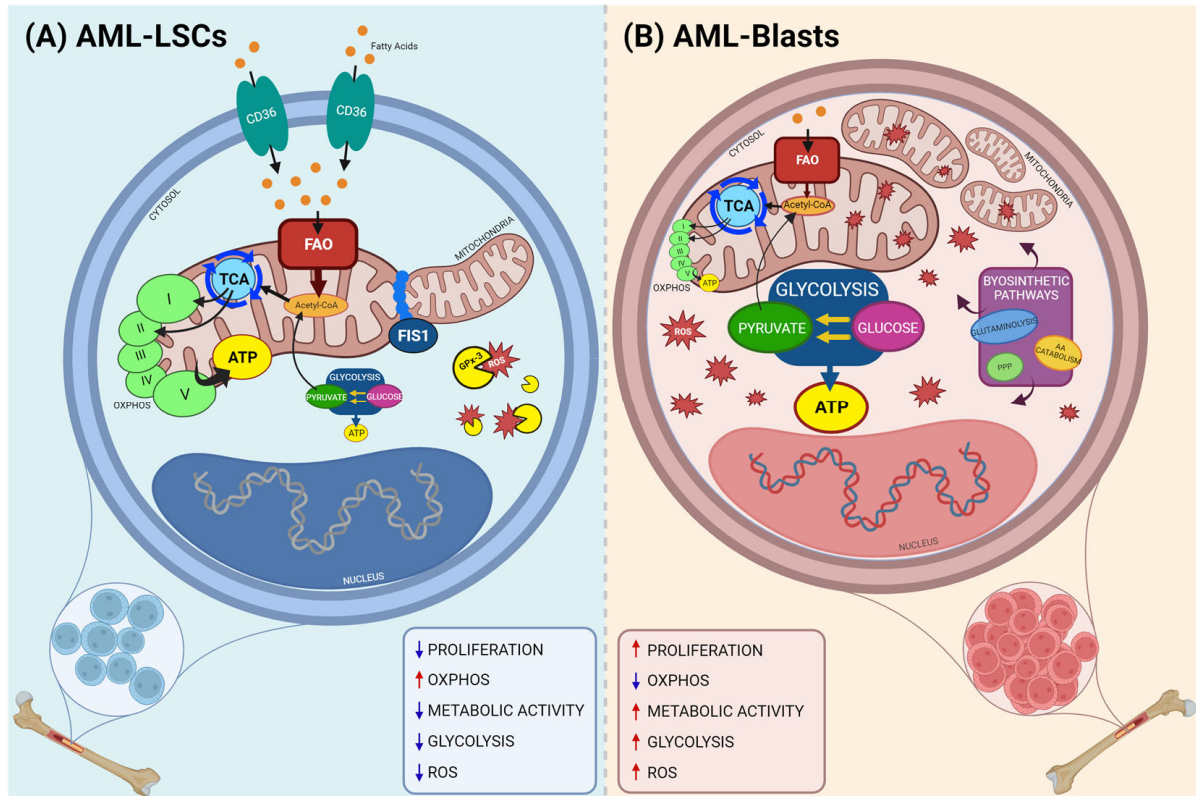 (A) AML-LSCs
Fatty Acids
CD36
CD36
CYTOSOL
FAO
MITOCHONDRIA
TCA
Acetyl-CoA
I
II
III
IV
V
OXPHOS
ATP
FIS1
GPx-3
ROS
GLYCOLYSIS
PYRUVATE
GLUCOSE
ATP
NUCLEUS
↓ PROLIFERATION
↑ OXPHOS
↓ METABOLIC ACTIVITY
↓ GLYCOLYSIS
↓ ROS
(B) AML-Blasts
CYTOSOL
FAO
MITOCHONDRIA
TCA
Acetyl-CoA
I
II
III
IV
V
ATP
OXPHOS
GLYCOLYSIS
PYRUVATE
GLUCOSE
ATP
ROS
BYOSINTHETIC
PATHWAYS
GLUTAMINOLYSIS
AA
CATABOLISM
PPP
NUCLEUS
↑ PROLIFERATION
↓ OXPHOS
↑ METABOLIC ACTIVITY
↑ GLYCOLYSIS
↑ ROS